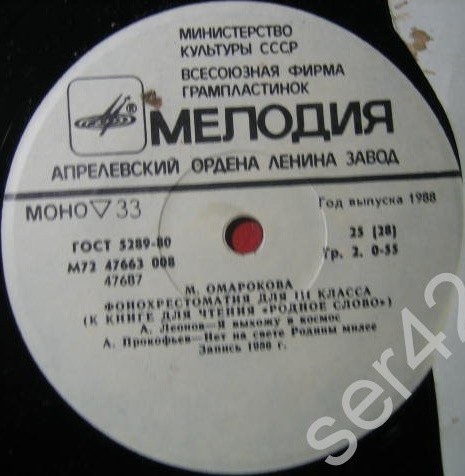 МИНИСТЕРСТВО
КУЛЬТУРЫ СССР
ВСЕСОЮЗНАЯ ФИРМА
ГРАМПЛАСТИНОК
МЕЛОДИЯ
АПРЕЛЕВСКИЙ ОРДЕНА ЛЕНИНА ЗАВОД
МОНО ▽ 33
Год выпуска 1988
ГОСТ 5289-80
25 (28)
М72 47663 008
Гр. 2. 0-55
47687
М. ОМАРОКОВА
ФОНОХРЕСТОМАТИЯ ДЛЯ III КЛАССА
(К КНИГЕ ДЛЯ ЧТЕНИЯ «РОДНОЕ СЛОВО»)
А. Леонов—Я выхожу в космос
А. Прокофьев—Нет на свете Родины милее
Запись 1988 г.
ser42